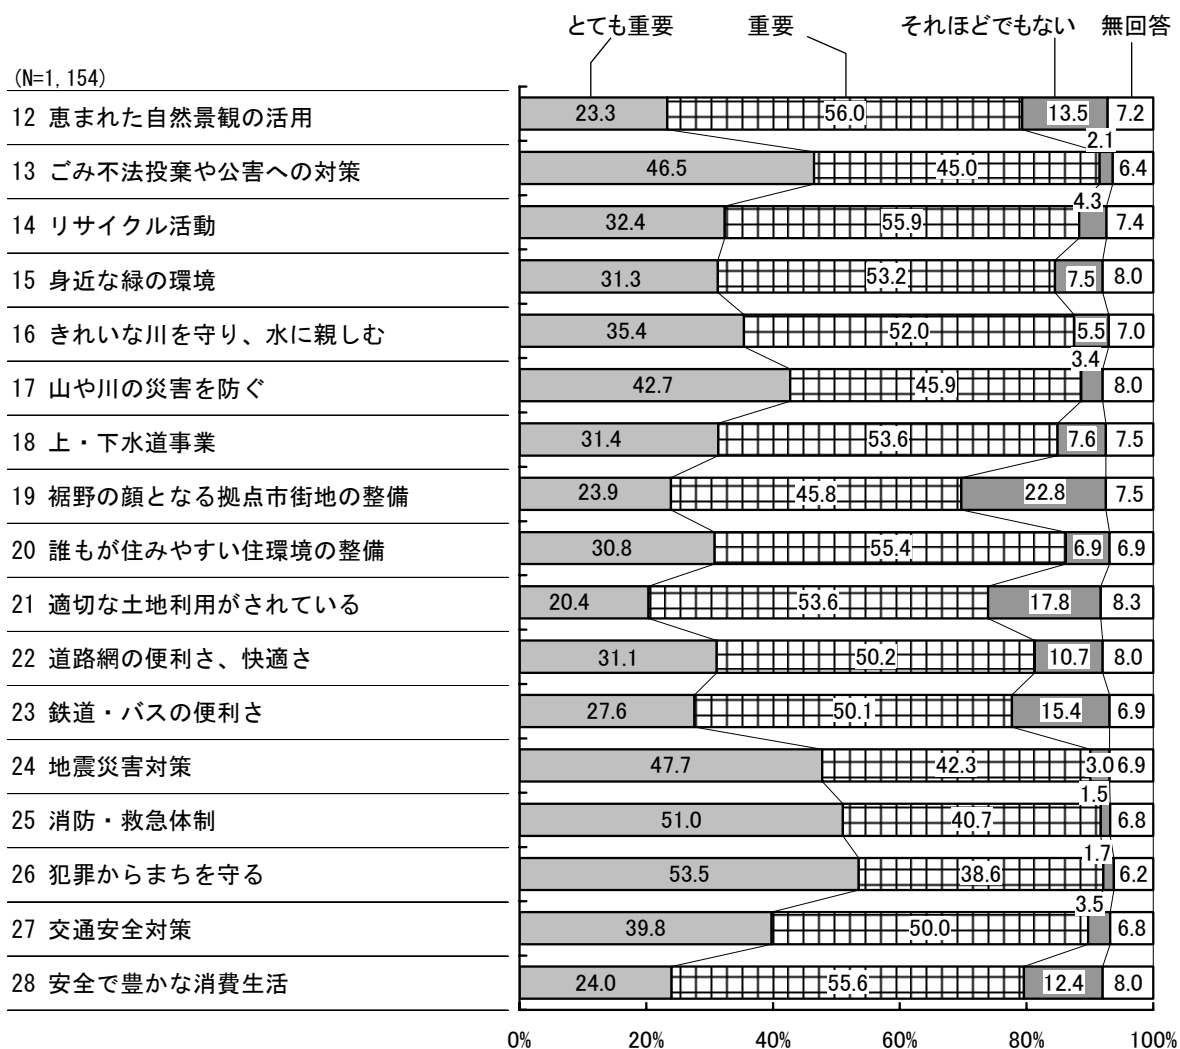 とても重要 重要 それほどでもない 無回答
(N=1,154)
12 恵まれた自然景観の活用 23.3 56.0 13.5 7.2
13 ごみ不法投棄や公害への対策 46.5 45.0 2.1 6.4
14 リサイクル活動 32.4 55.9 4.3 7.4
15 身近な緑の環境 31.3 53.2 7.5 8.0
16 きれいな川を守り、水に親しむ 35.4 52.0 5.5 7.0
17 山や川の災害を防ぐ 42.7 45.9 3.4 8.0
18 上・下水道事業 31.4 53.6 7.6 7.5
19 裾野の顔となる拠点市街地の整備 23.9 45.8 22.8 7.5
20 誰もが住みやすい住環境の整備 30.8 55.4 6.9 6.9
21 適切な土地利用がされている 20.4 53.6 17.8 8.3
22 道路網の便利さ、快適さ 31.1 50.2 10.7 8.0
23 鉄道・バスの便利さ 27.6 50.1 15.4 6.9
24 地震災害対策 47.7 42.3 3.0 6.9
25 消防・救急体制 51.0 40.7 1.5 6.8
26 犯罪からまちを守る 53.5 38.6 1.7 6.2
27 交通安全対策 39.8 50.0 3.5 6.8
28 安全で豊かな消費生活 24.0 55.6 12.4 8.0
0% 20% 40% 60% 80% 100%